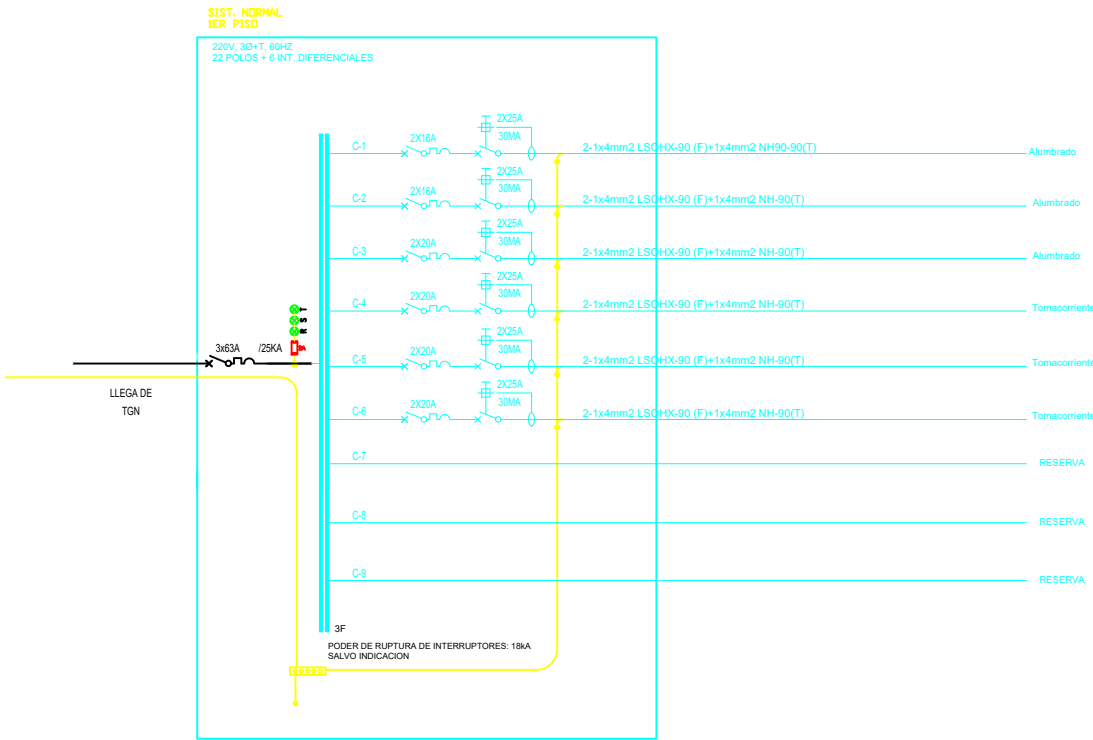 SIST. NORMAL
1ER PISO
220V, 3Ø+T, 60HZ
22 POLOS + 6 INT. DIFERENCIALES
C-1
2X16A
2X25A
30MA
2-1x4mm2 LSOHX-90 (F)+1x4mm2 NH90-90(T)
Alumbrado
C-2
2X16A
2X25A
30MA
2-1x4mm2 LSOHX-90 (F)+1x4mm2 NH-90(T)
Alumbrado
C-3
2X20A
2X25A
30MA
2-1x4mm2 LSOHX-90 (F)+1x4mm2 NH-90(T)
Alumbrado
C-4
2X20A
2X25A
30MA
2-1x4mm2 LSOHX-90 (F)+1x4mm2 NH-90(T)
Tomacorriente
T
S
R
3x63A /25KA
C-5
2X20A
2X25A
30MA
2-1x4mm2 LSOHX-90 (F)+1x4mm2 NH-90(T)
Tomacorriente
LLEGA DE
TGN
C-6
2X20A
2X25A
30MA
2-1x4mm2 LSOHX-90 (F)+1x4mm2 NH-90(T)
Tomacorriente
C-7
RESERVA
C-8
RESERVA
C-9
RESERVA
3F
PODER DE RUPTURA DE INTERRUPTORES: 18kA
SALVO INDICACION